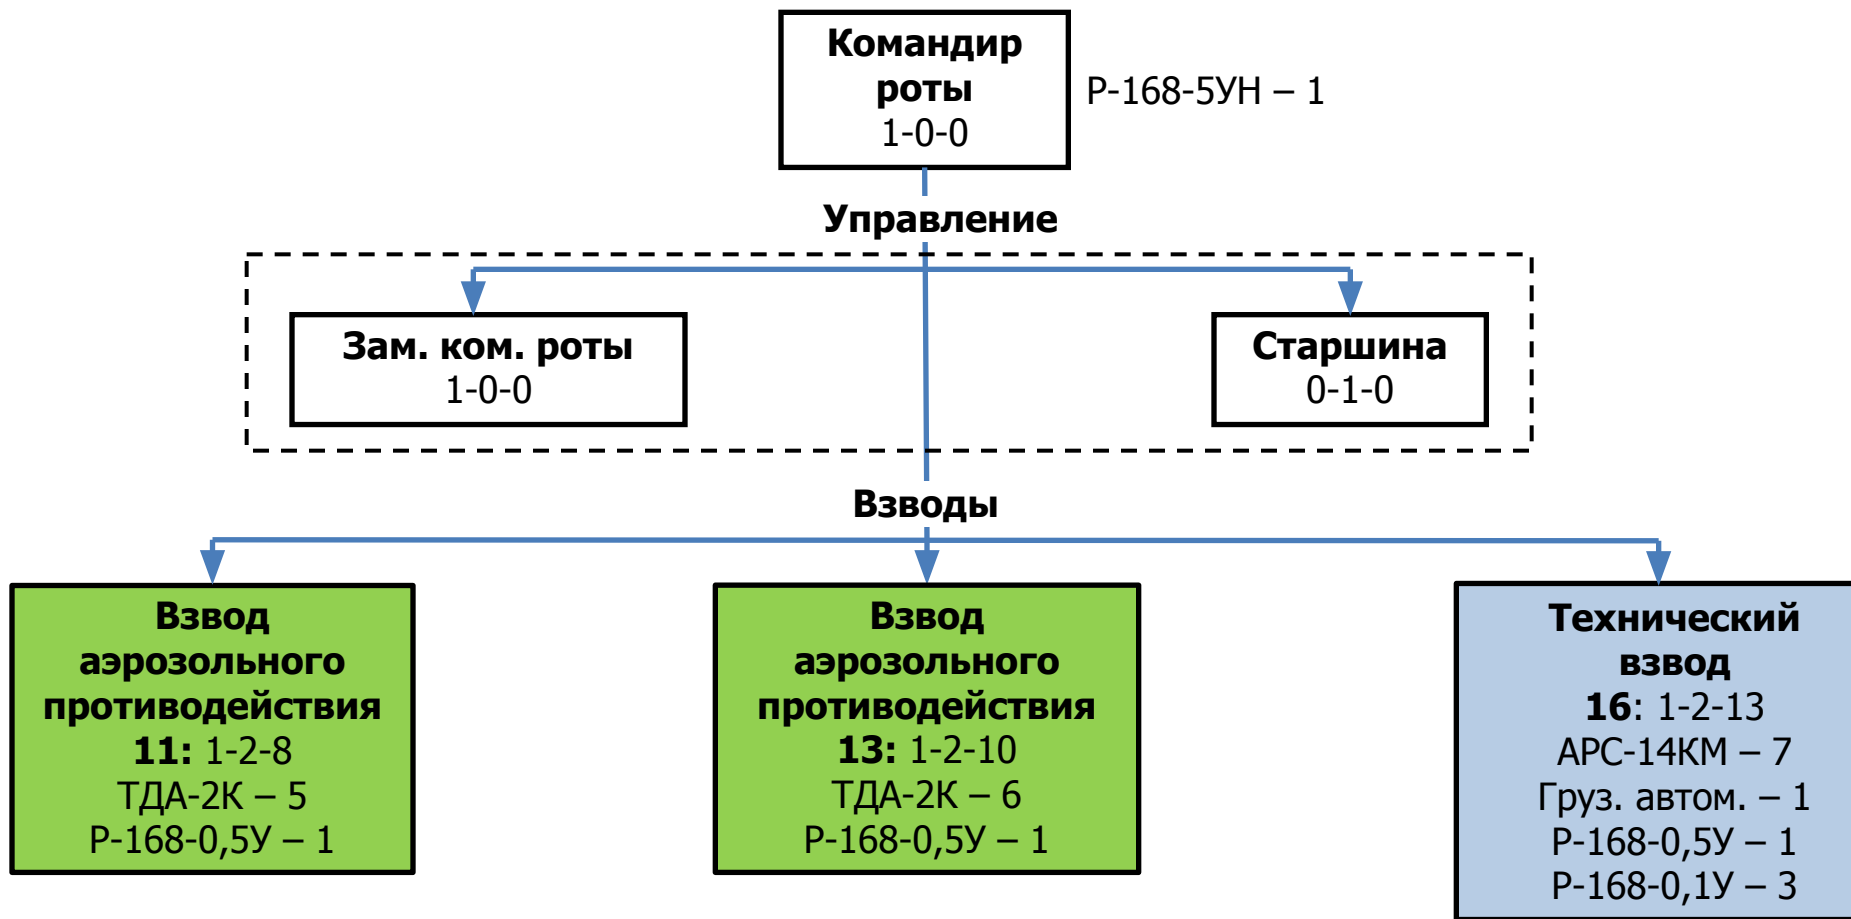 Командир
роты
1-0-0
Р-168-5УН – 1
Управление
Зам. ком. роты
1-0-0
Старшина
0-1-0
Взводы
Взвод
аэрозольного
противодействия
11: 1-2-8
ТДА-2К – 5
Р-168-0,5У – 1
Взвод
аэрозольного
противодействия
13: 1-2-10
ТДА-2К – 6
Р-168-0,5У – 1
Технический
взвод
16: 1-2-13
АРС-14КМ – 7
Груз. автом. – 1
Р-168-0,5У – 1
Р-168-0,1У – 3